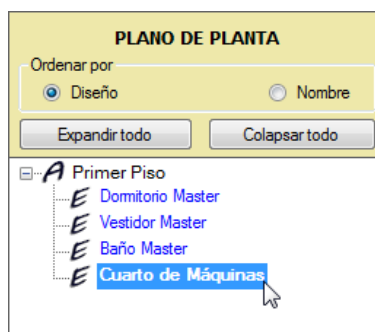 PLANO DE PLANTA
Ordenar por
Diseño Nombre
Expandir todo Colapsar todo
A Primer Piso
E Dormitorio Master
E Vestidor Master
E Baño Master
E Cuarto de Máquinas